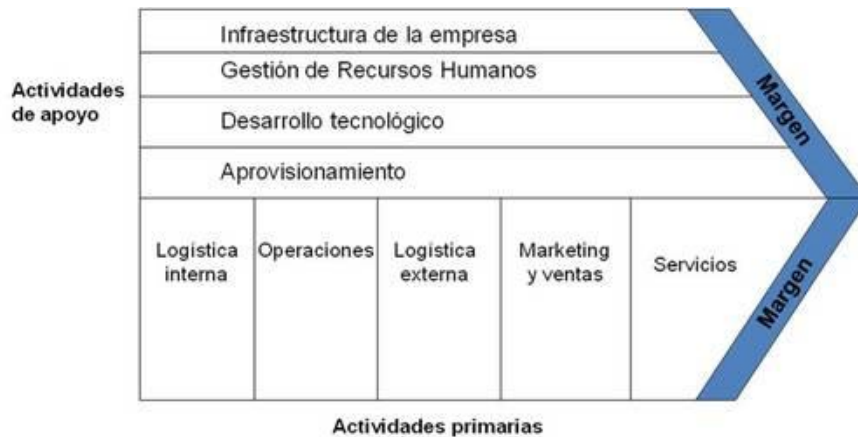 Infraestructura de la empresa
Gestión de Recursos Humanos
Actividades
de apoyo
Desarrollo tecnológico
Aprovisionamiento
Margen
Logística
interna
Operaciones
Logística
externa
Marketing
y ventas
Servicios
Margen
Actividades primarias